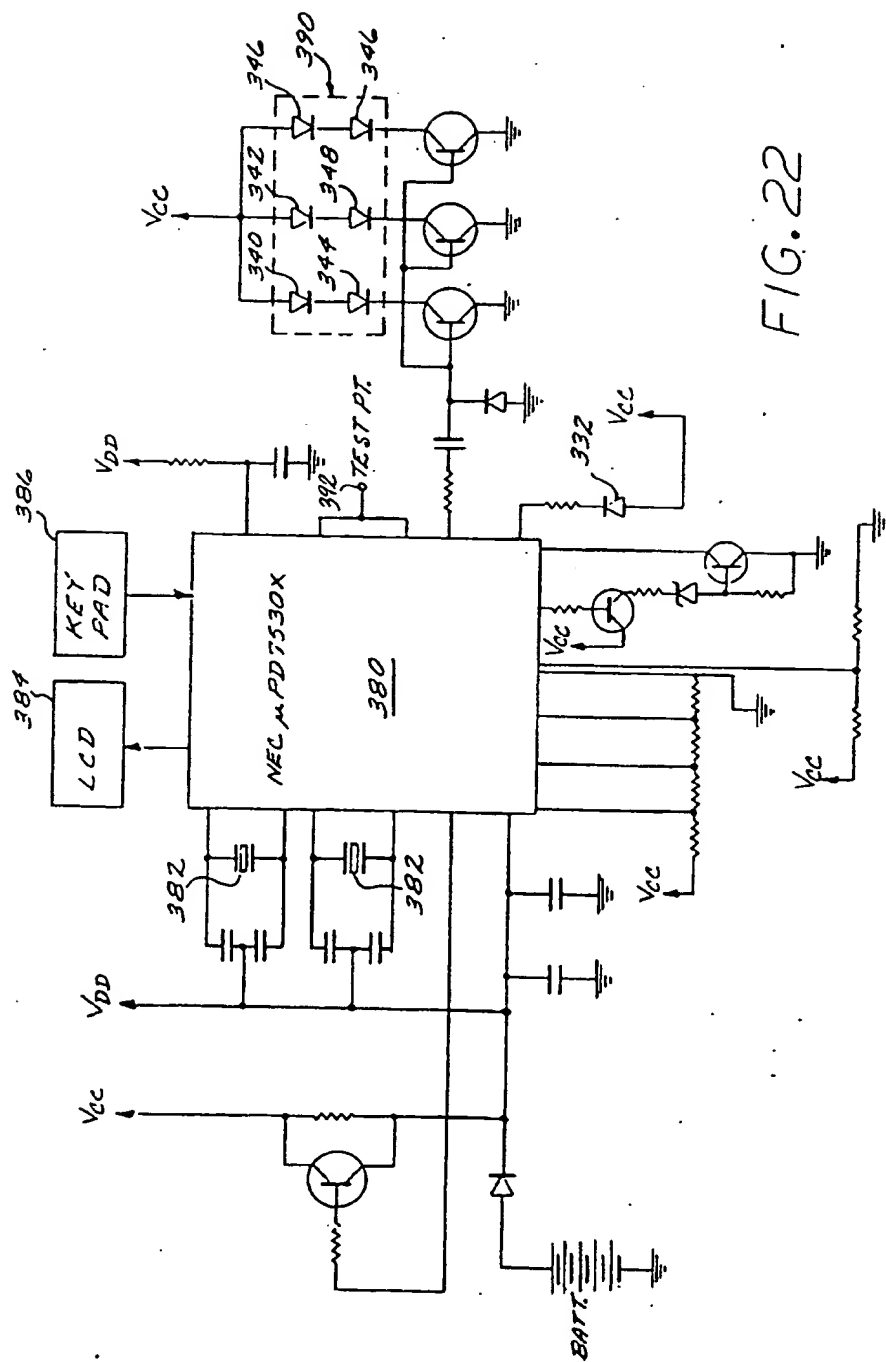 384
386
LCD
KEY
PAD
VCC
VDD
VDD
VCC
382
382
NEC µPD7530X
380
392
TEST PT.
340
342
346
390
344
348
346
332
VCC
VCC
VCC
VCC
BATT.
FIG.22